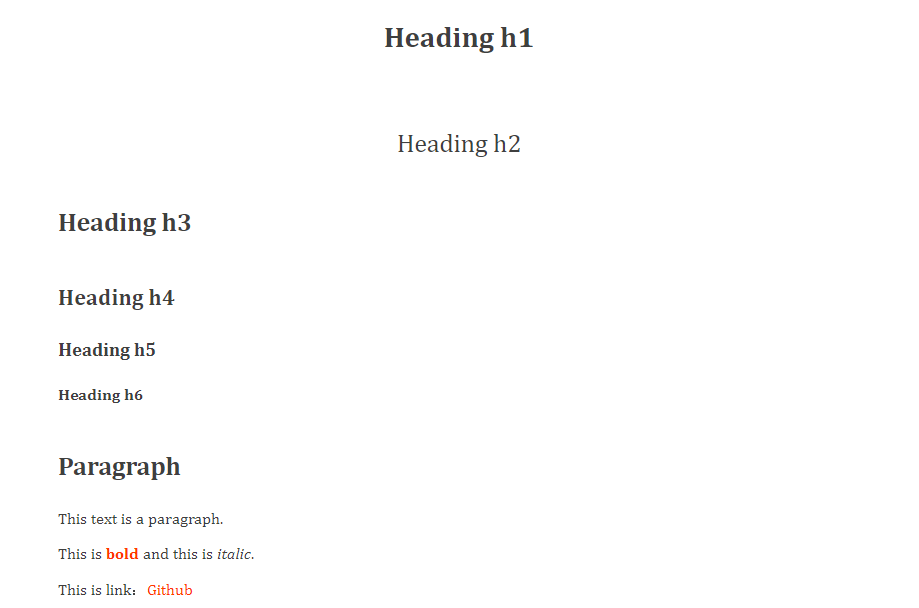 Heading h1
Heading h2
Heading h3
Heading h4
Heading h5
Heading h6
Paragraph
This text is a paragraph.
This is bold and this is italic.
This is link：Github